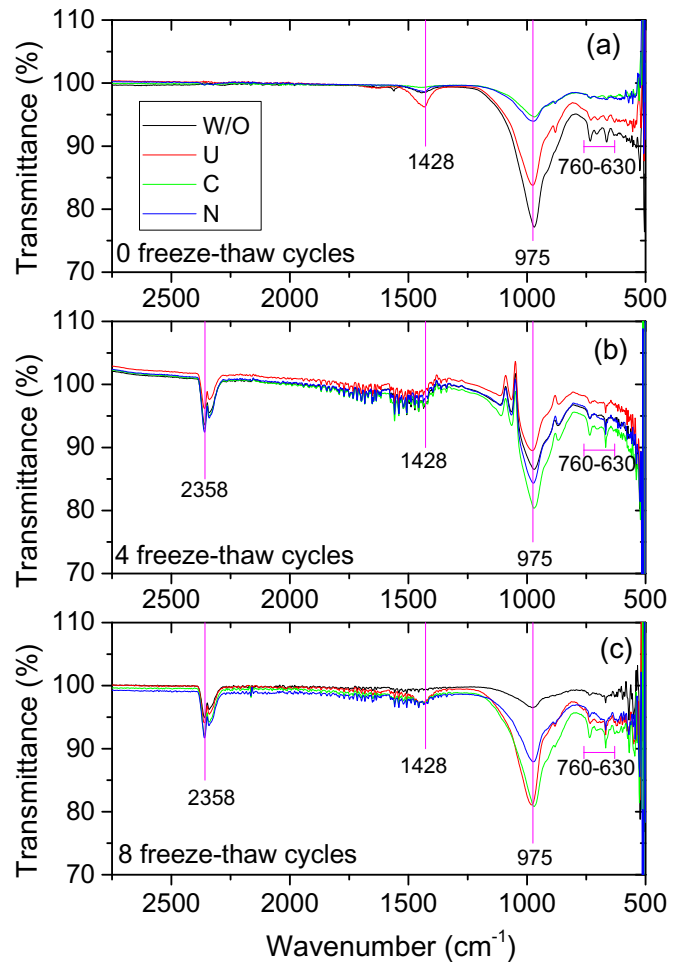 110
(a)
100
W/O
U
C
N
90
80
70
1428
760-630
975
0 freeze-thaw cycles
Transmittance (%)
2500 2000 1500 1000 500
110
(b)
100
90
80
70
2358
1428
760-630
975
4 freeze-thaw cycles
Transmittance (%)
2500 2000 1500 1000 500
110
(c)
100
90
80
70
2358
1428
760-630
975
8 freeze-thaw cycles
Transmittance (%)
2500 2000 1500 1000 500
Wavenumber (cm⁻¹)